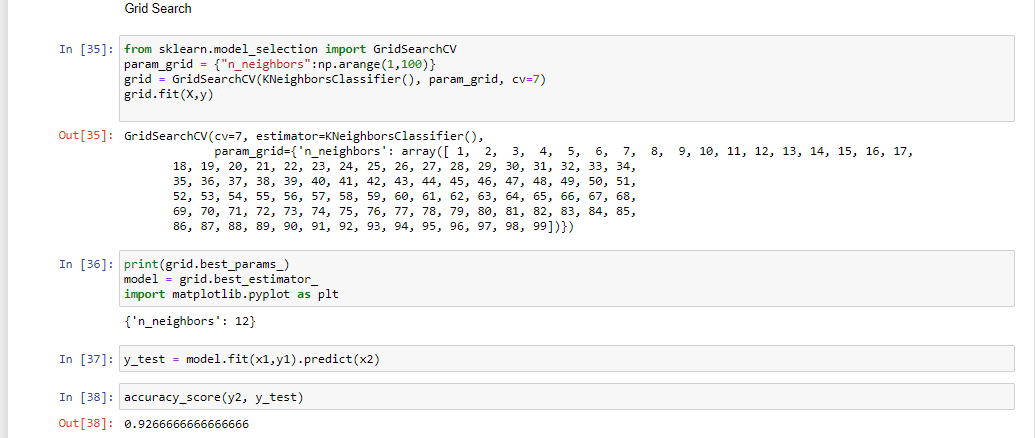 Grid Search
In [35]: from sklearn.model_selection import GridSearchCV
param_grid = {"n_neighbors":np.arange(1,100)}
grid = GridSearchCV(KNeighborsClassifier(), param_grid, cv=7)
grid.fit(X,y)
Out[35]: GridSearchCV(cv=7, estimator=KNeighborsClassifier(),
param_grid={'n_neighbors': array([ 1, 2, 3, 4, 5, 6, 7, 8, 9, 10, 11, 12, 13, 14, 15, 16, 17,
18, 19, 20, 21, 22, 23, 24, 25, 26, 27, 28, 29, 30, 31, 32, 33, 34,
35, 36, 37, 38, 39, 40, 41, 42, 43, 44, 45, 46, 47, 48, 49, 50, 51,
52, 53, 54, 55, 56, 57, 58, 59, 60, 61, 62, 63, 64, 65, 66, 67, 68,
69, 70, 71, 72, 73, 74, 75, 76, 77, 78, 79, 80, 81, 82, 83, 84, 85,
86, 87, 88, 89, 90, 91, 92, 93, 94, 95, 96, 97, 98, 99])})
In [36]: print(grid.best_params_)
model = grid.best_estimator_
import matplotlib.pyplot as plt
{'n_neighbors': 12}
In [37]: y_test = model.fit(x1,y1).predict(x2)
In [38]: accuracy_score(y2, y_test)
Out[38]: 0.9266666666666666